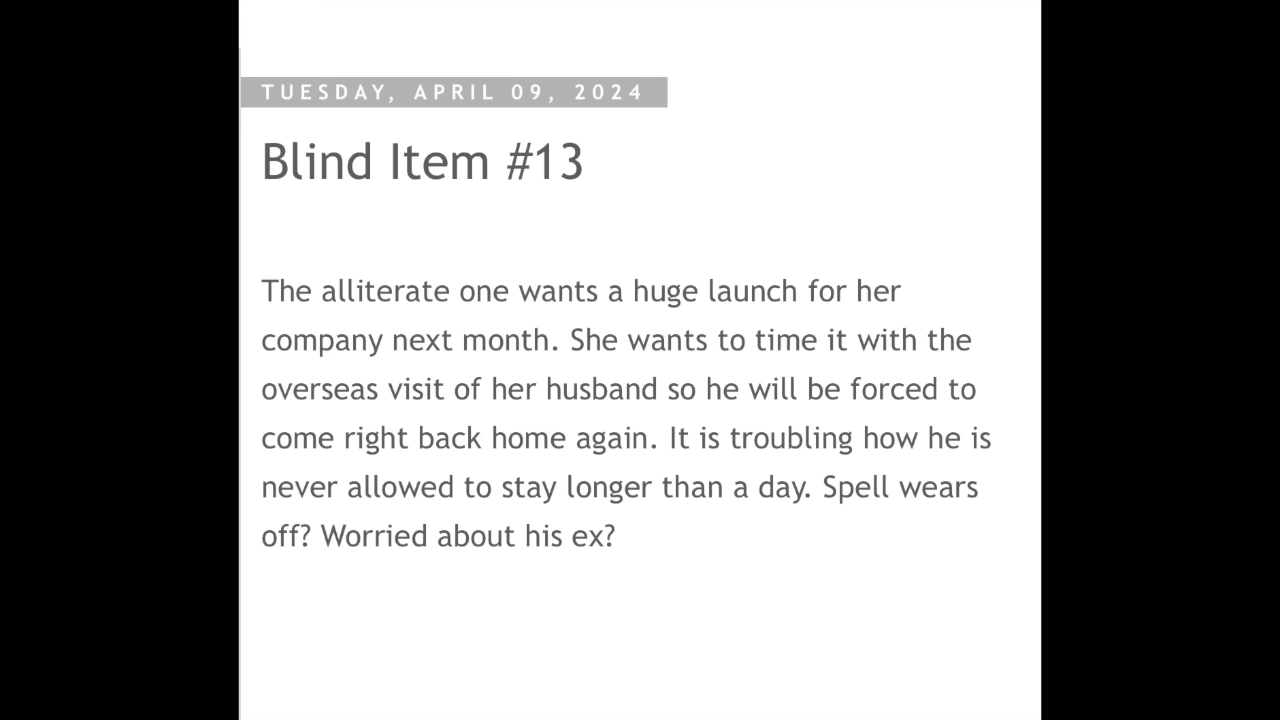 TUESDAY, APRIL 09, 2024
Blind Item #13
The alliterate one wants a huge launch for her
company next month. She wants to time it with the
overseas visit of her husband so he will be forced to
come right back home again. It is troubling how he is
never allowed to stay longer than a day. Spell wears
off? Worried about his ex?